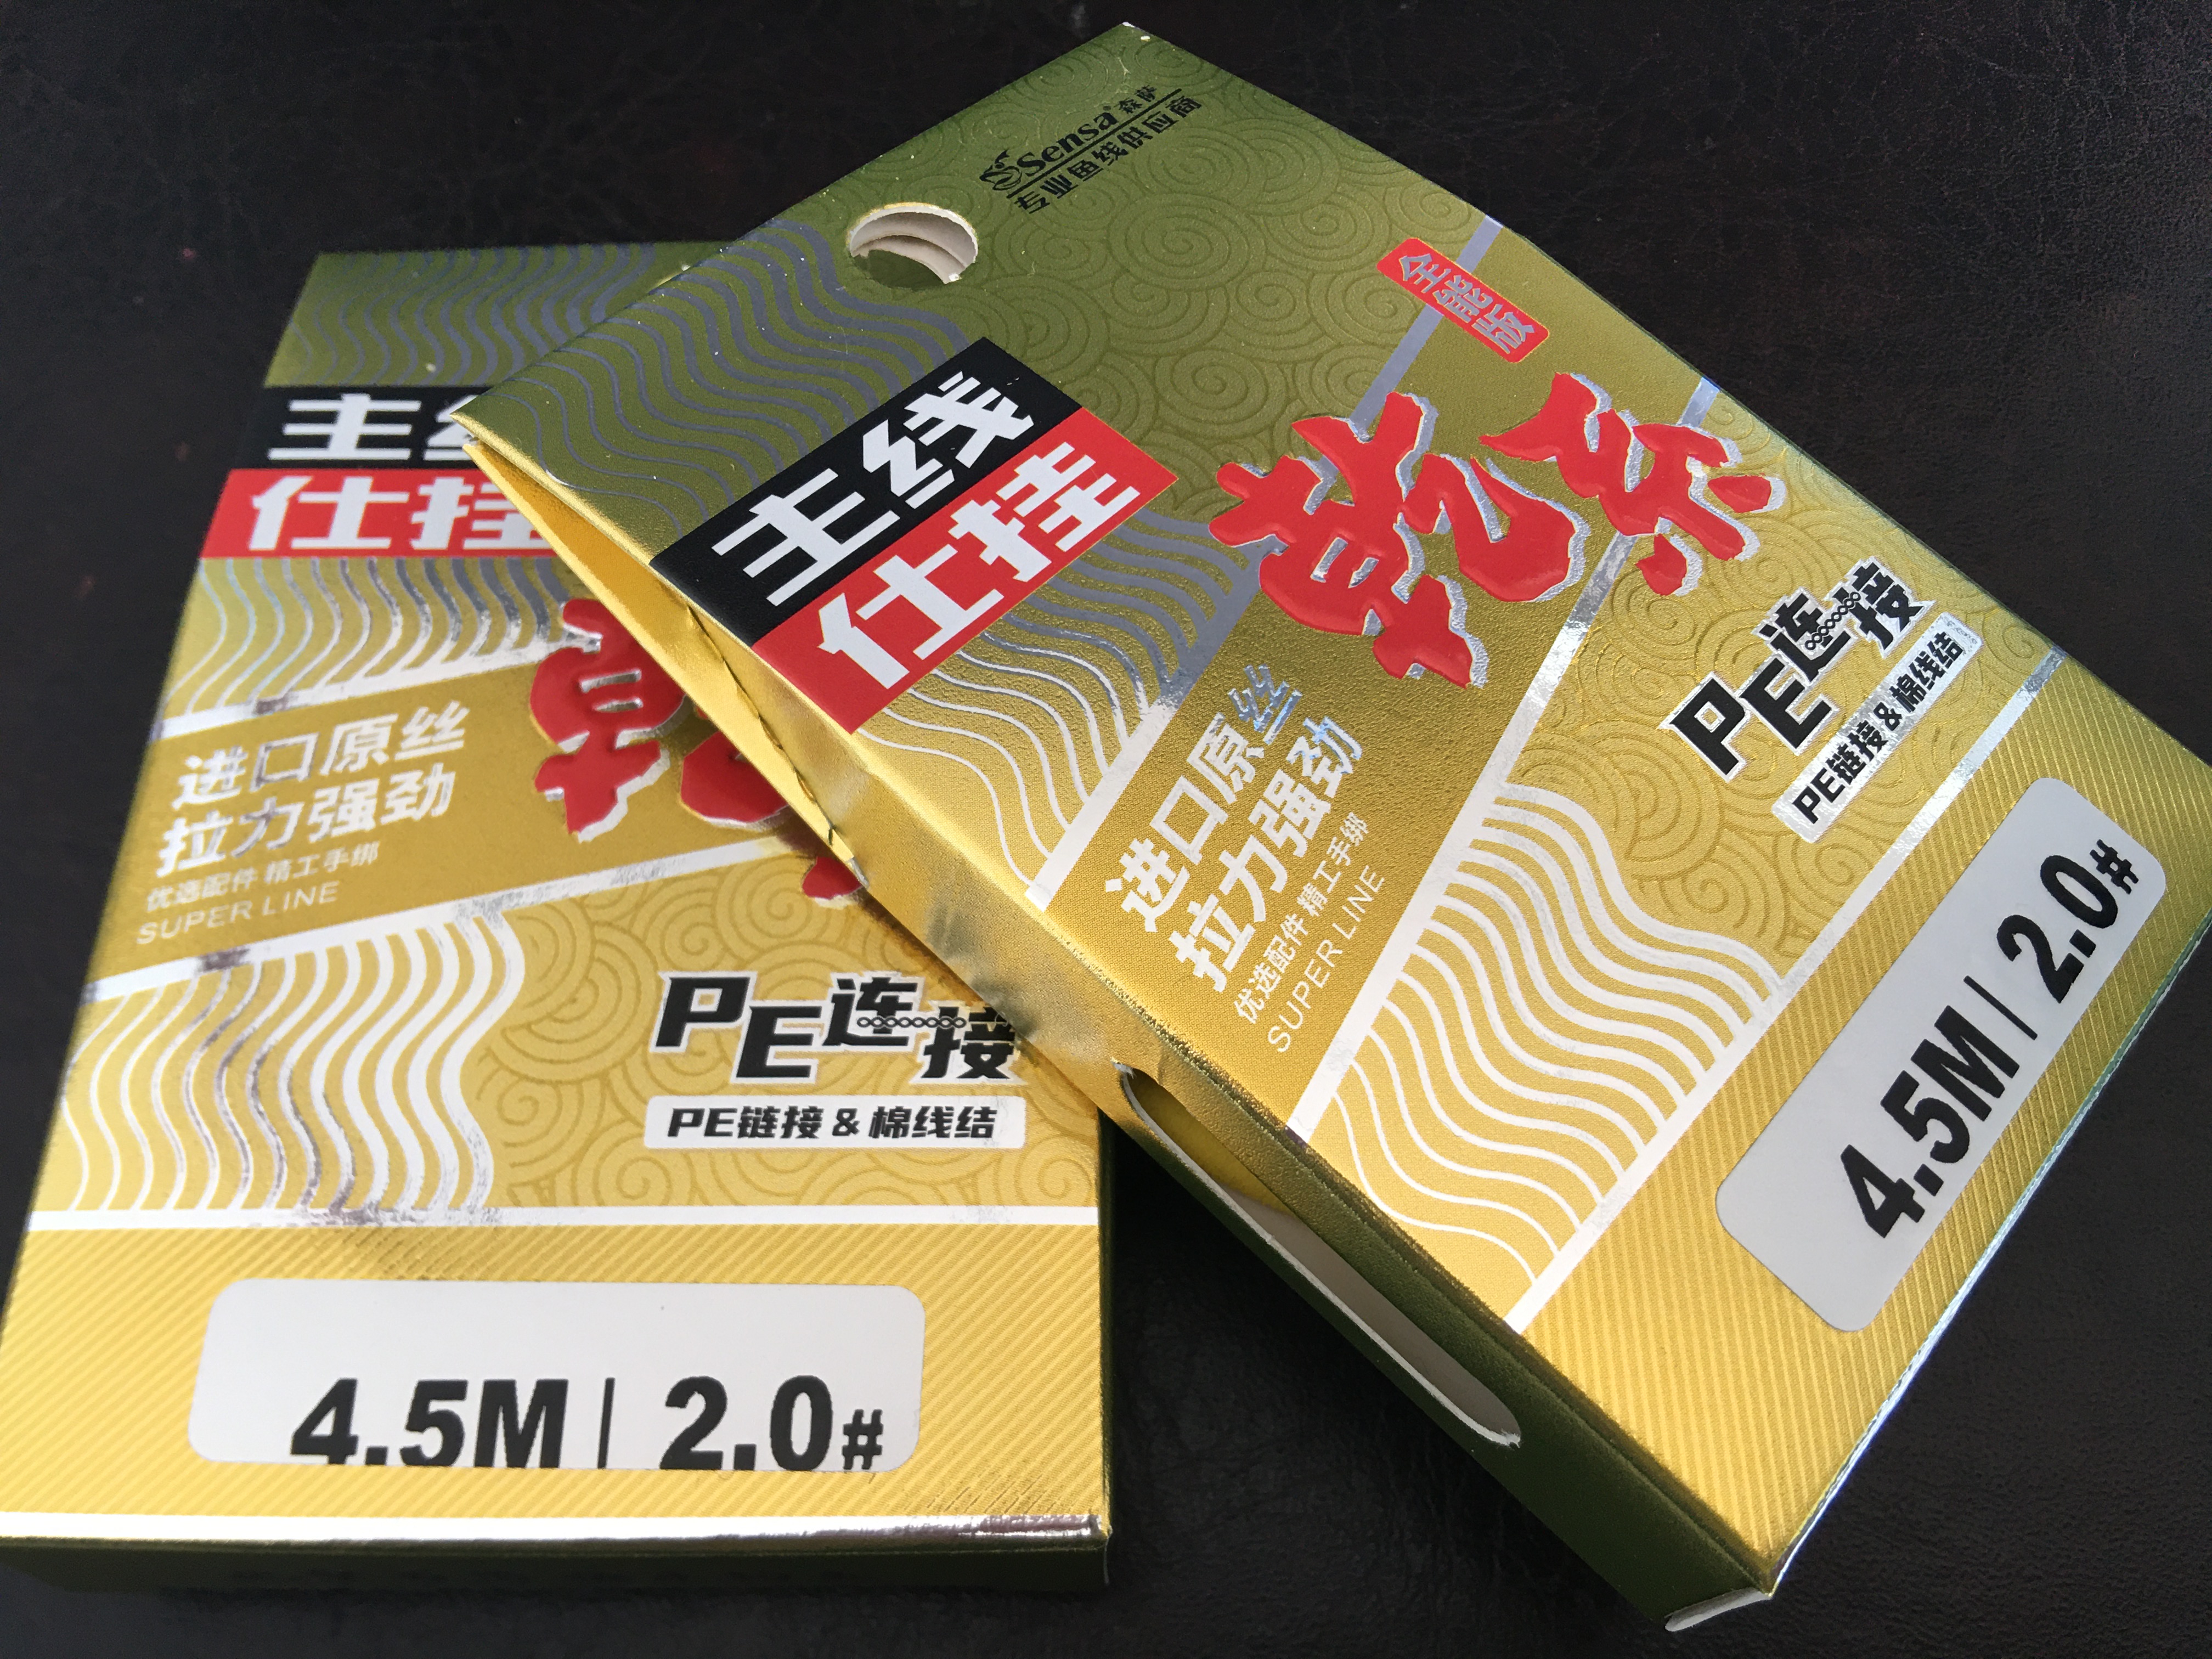 主
仕挂
进口原丝
拉力强劲
优选配件 精工手绑
SUPER LINE
PE连接
PE链接 & 棉线结
4.5M | 2.0#
Sensa® 森萨
专业鱼线供应商
全能版
主线
仕挂
乾系
进口原丝
拉力强劲
优选配件 精工手绑
SUPER LINE
PE连接
PE链接 & 棉线结
4.5M | 2.0#